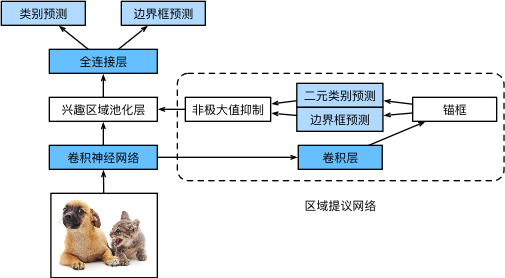 类别预测
边界框预测
全连接层
兴趣区域池化层
非极大值抑制
二元类别预测
边界框预测
锚框
卷积神经网络
卷积层
区域提议网络